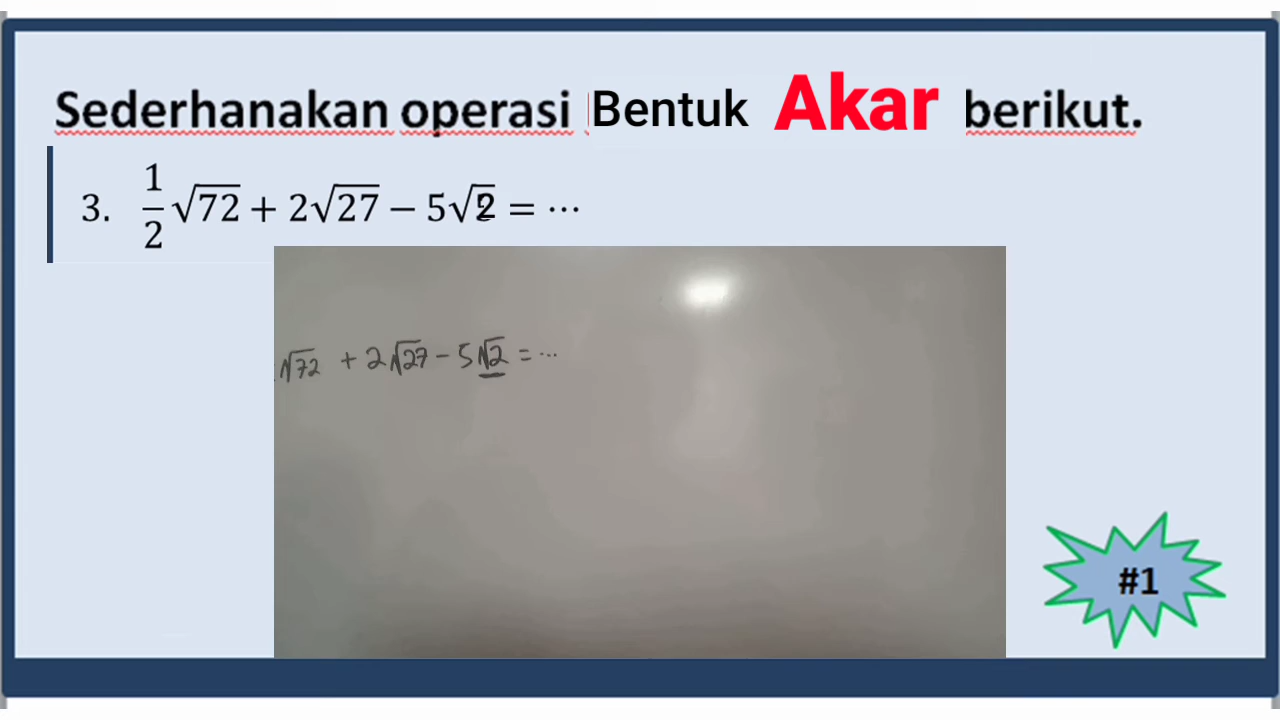 Sederhanakan operasi Bentuk Akar berikut.
3. 1/2 √72 + 2√27 − 5√2 = ⋯
√72 + 2√27 − 5√2 = ...
#1